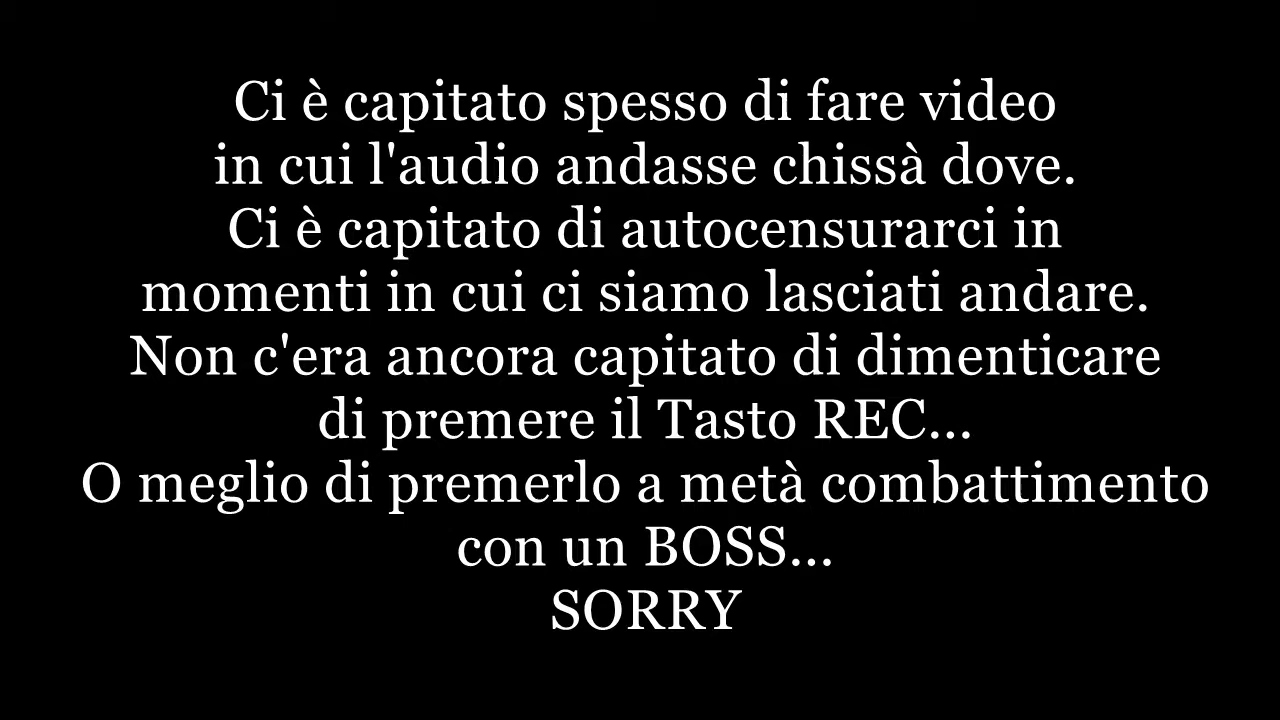 Ci è capitato spesso di fare video
in cui l'audio andasse chissà dove.
Ci è capitato di autocensurarci in
momenti in cui ci siamo lasciati andare.
Non c'era ancora capitato di dimenticare
di premere il Tasto REC...
O meglio di premerlo a metà combattimento
con un BOSS...
SORRY